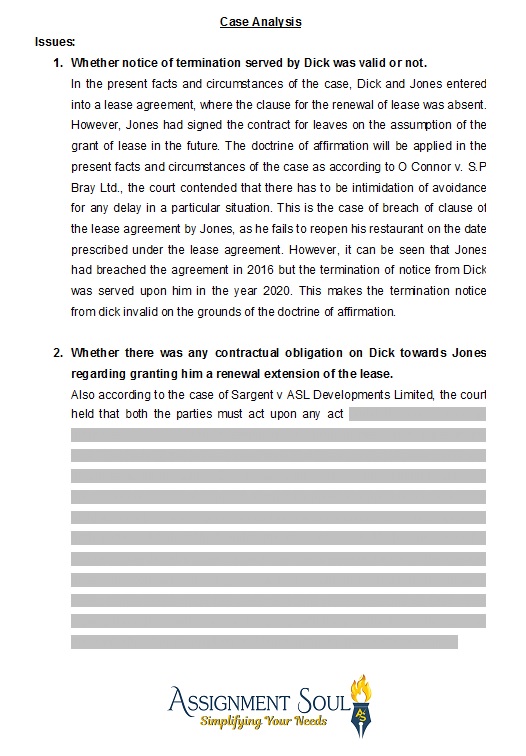 Case Analysis
Issues:
1. Whether notice of termination served by Dick was valid or not.
In the present facts and circumstances of the case, Dick and Jones entered
into a lease agreement, where the clause for the renewal of lease was absent.
However, Jones had signed the contract for leaves on the assumption of the
grant of lease in the future. The doctrine of affirmation will be applied in the
present facts and circumstances of the case as according to O Connor v. S.P
Bray Ltd., the court contended that there has to be intimidation of avoidance
for any delay in a particular situation. This is the case of breach of clause of
the lease agreement by Jones, as he fails to reopen his restaurant on the date
prescribed under the lease agreement. However, it can be seen that Jones
had breached the agreement in 2016 but the termination of notice from Dick
was served upon him in the year 2020. This makes the termination notice
from dick invalid on the grounds of the doctrine of affirmation.
2. Whether there was any contractual obligation on Dick towards Jones
regarding granting him a renewal extension of the lease.
Also according to the case of Sargent v ASL Developments Limited, the court
held that both the parties must act upon any act
ASSIGNMENT SOUL
Simplifying Your Needs
AS